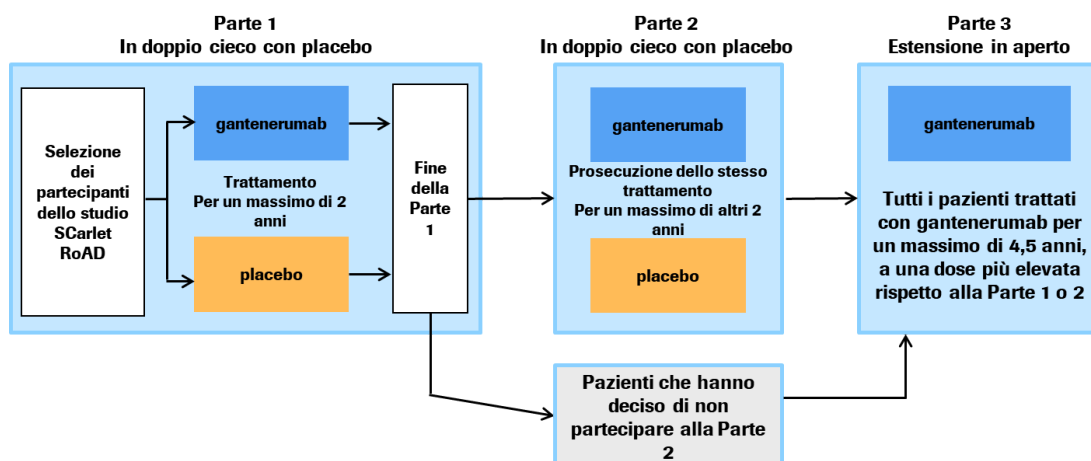 Parte 1
In doppio cieco con placebo
Selezione
dei
partecipanti
dello studio
SCarlet
RoAD
gantenerumab
Trattamento
Per un massimo di 2
anni
placebo
Fine
della
Parte
1
Parte 2
In doppio cieco con placebo
gantenerumab
Prosecuzione dello stesso
trattamento
Per un massimo di altri 2
anni
placebo
Pazienti che hanno
deciso di non
partecipare alla Parte
2
Parte 3
Estensione in aperto
gantenerumab
Tutti i pazienti trattati
con gantenerumab per
un massimo di 4,5 anni,
a una dose più elevata
rispetto alla Parte 1 o 2